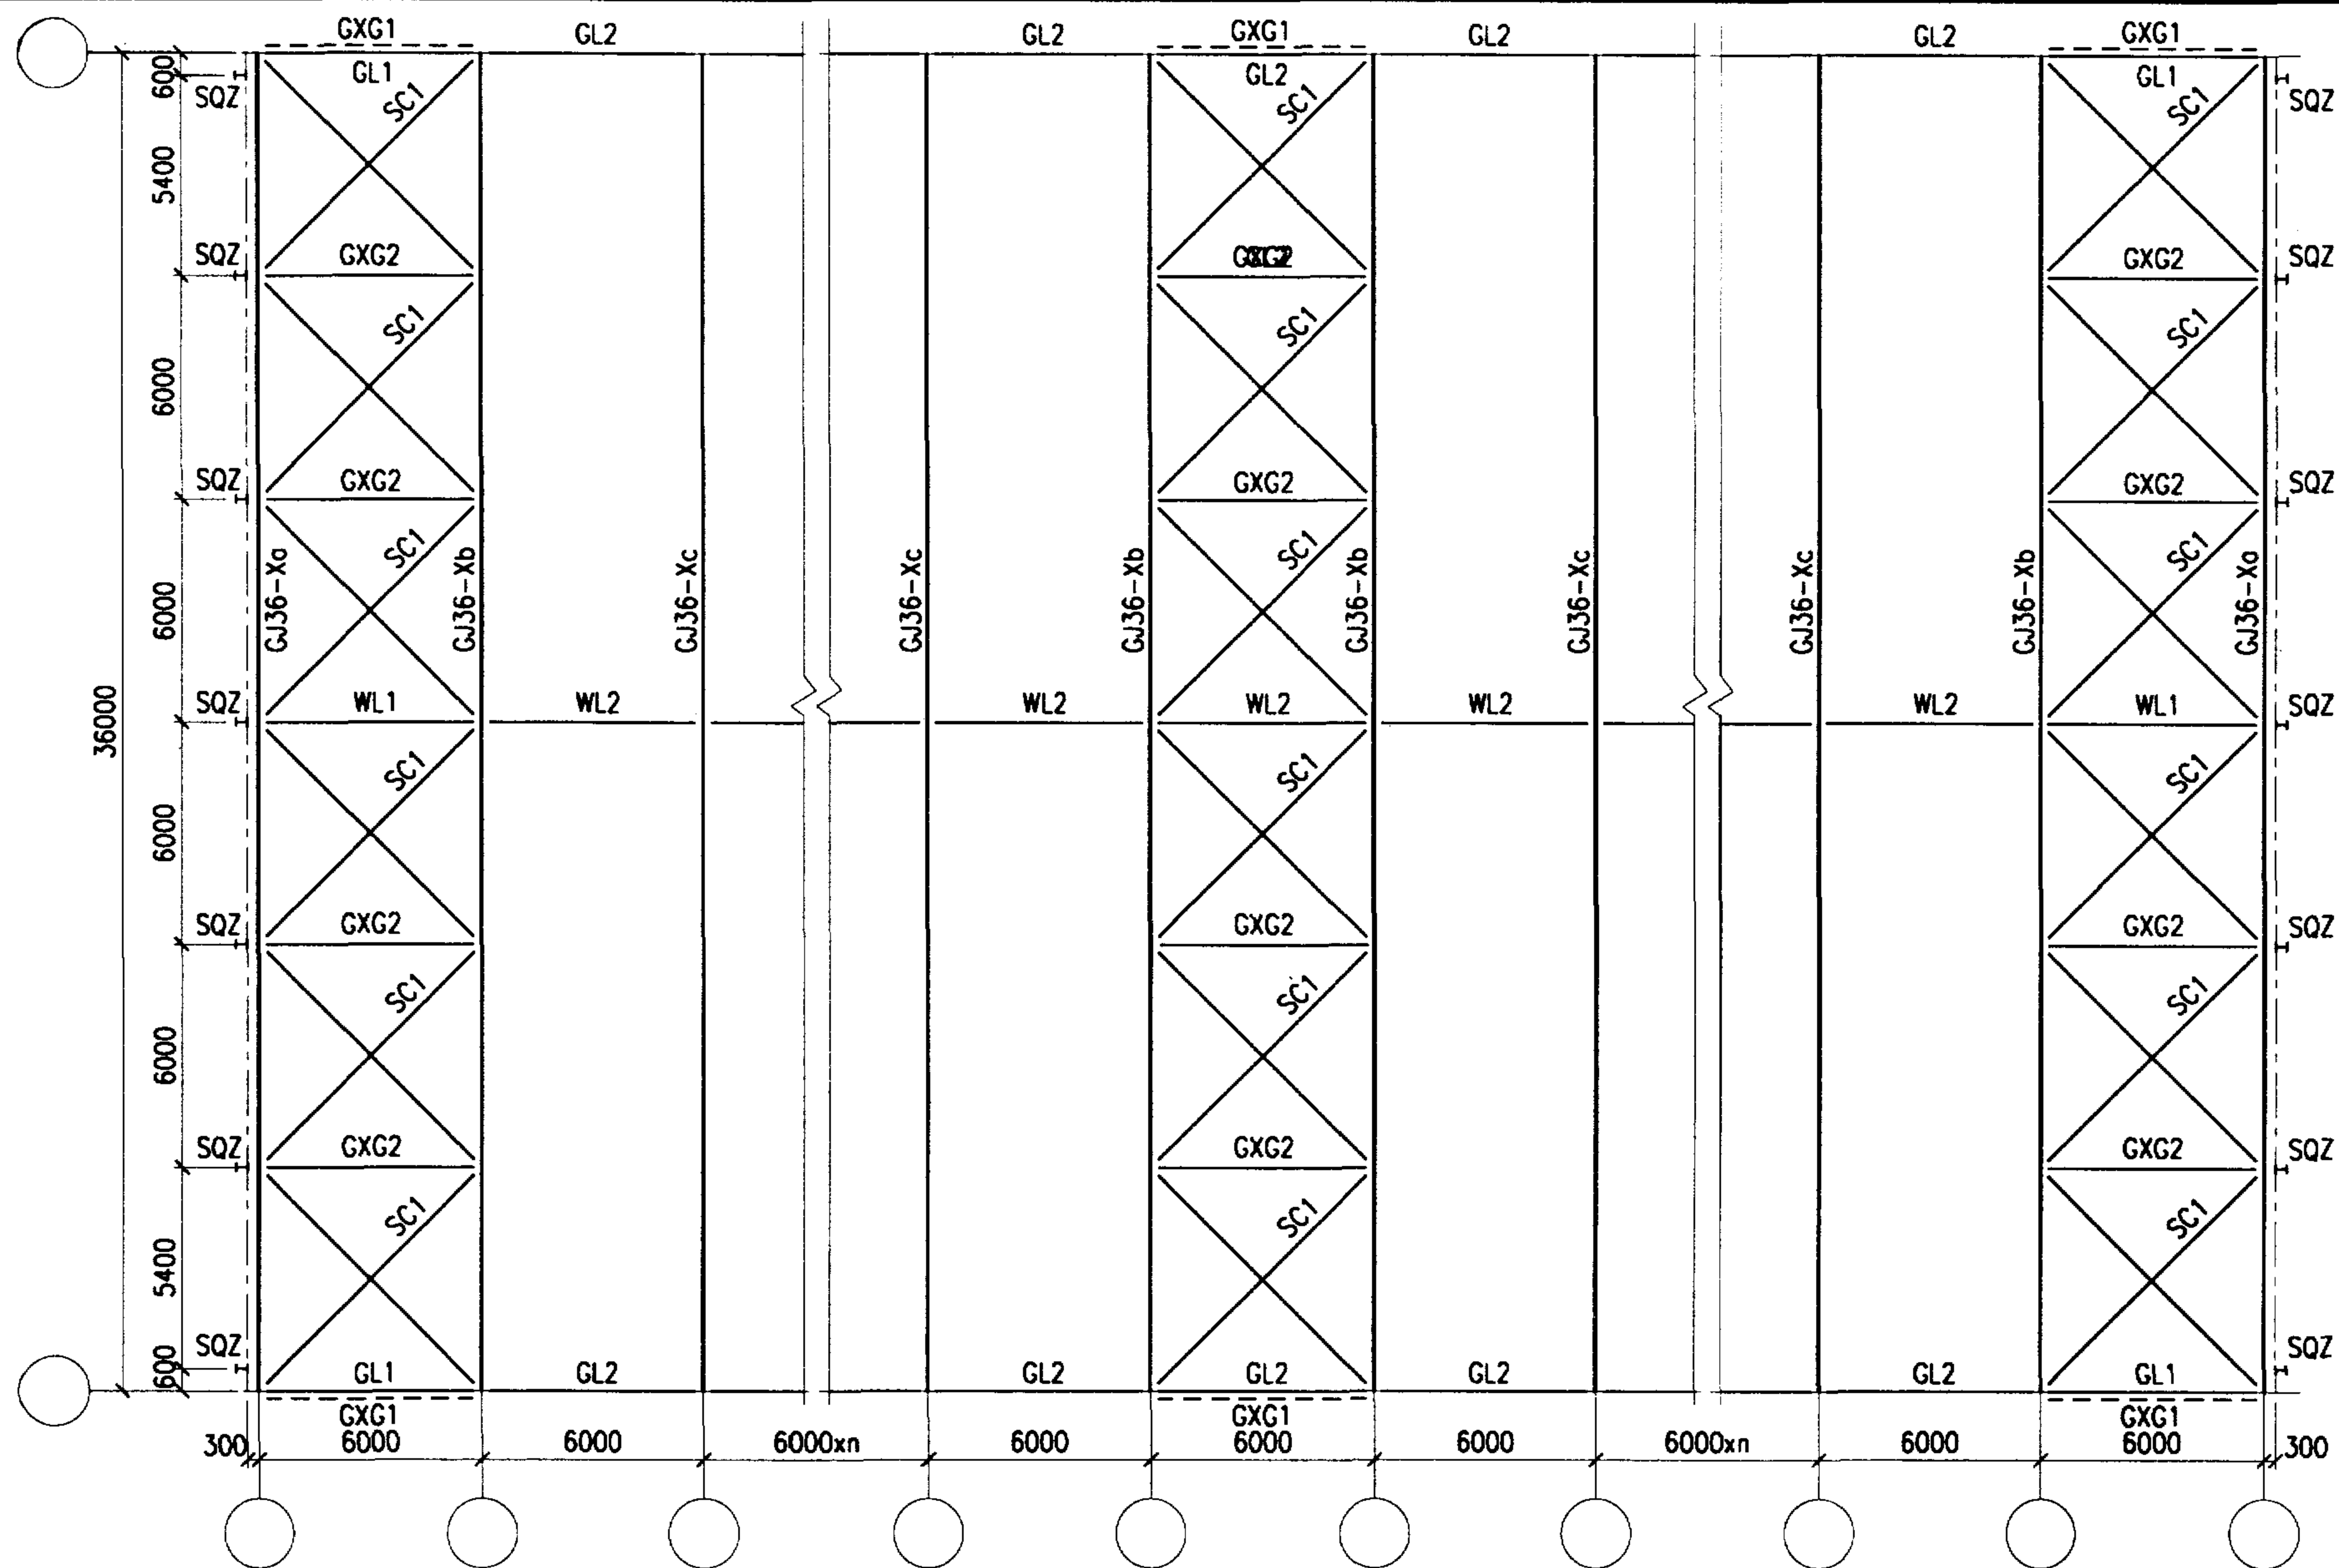 GXG1 GL2 GL2 GXG1 GL2 GL2 GXG1
600 GL1 GL2 GL1
SQZ SC1 SC1 SC1 SQZ
5400
SQZ GXG2 GXG2 SQZ
SC1 SC1 SC1
6000
SQZ GXG2 GXG2 GXG2 SQZ
SC1 SC1 SC1
GJ36-Xa GJ36-Xb GJ36-Xc GJ36-Xc GJ36-Xb GJ36-Xb GJ36-Xc GJ36-Xc GJ36-Xb GJ36-Xa
6000
36000
SQZ WL1 WL2 WL2 WL2 WL2 WL2 WL1 SQZ
SC1 SC1 SC1
6000
SQZ GXG2 GXG2 GXG2 SQZ
SC1 SC1 SC1
6000
SQZ GXG2 GXG2 GXG2 SQZ
SC1 SC1 SC1
5400
SQZ SQZ
600 GL1 GL2 GL2 GL2 GL2 GL2 GL1
GXG1 GXG1 GXG1
300 6000 6000 6000xn 6000 6000 6000 6000xn 6000 6000 300